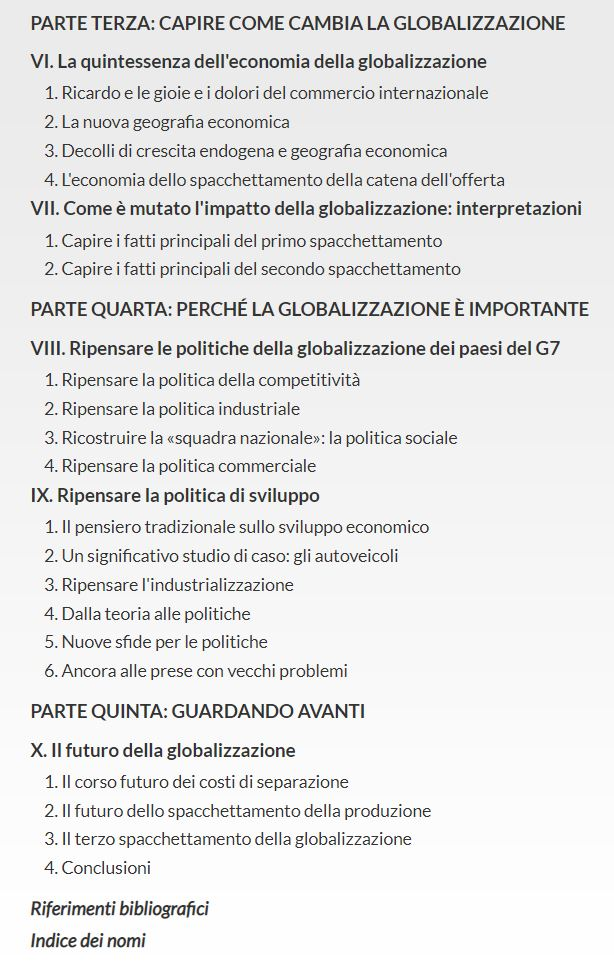 PARTE TERZA: CAPIRE COME CAMBIA LA GLOBALIZZAZIONE
VI. La quintessenza dell'economia della globalizzazione
1. Ricardo e le gioie e i dolori del commercio internazionale
2. La nuova geografia economica
3. Decolli di crescita endogena e geografia economica
4. L'economia dello spacchettamento della catena dell'offerta
VII. Come è mutato l'impatto della globalizzazione: interpretazioni
1. Capire i fatti principali del primo spacchettamento
2. Capire i fatti principali del secondo spacchettamento
PARTE QUARTA: PERCHÉ LA GLOBALIZZAZIONE È IMPORTANTE
VIII. Ripensare le politiche della globalizzazione dei paesi del G7
1. Ripensare la politica della competitività
2. Ripensare la politica industriale
3. Ricostruire la «squadra nazionale»: la politica sociale
4. Ripensare la politica commerciale
IX. Ripensare la politica di sviluppo
1. Il pensiero tradizionale sullo sviluppo economico
2. Un significativo studio di caso: gli autoveicoli
3. Ripensare l'industrializzazione
4. Dalla teoria alle politiche
5. Nuove sfide per le politiche
6. Ancora alle prese con vecchi problemi
PARTE QUINTA: GUARDANDO AVANTI
X. Il futuro della globalizzazione
1. Il corso futuro dei costi di separazione
2. Il futuro dello spacchettamento della produzione
3. Il terzo spacchettamento della globalizzazione
4. Conclusioni
Riferimenti bibliografici
Indice dei nomi